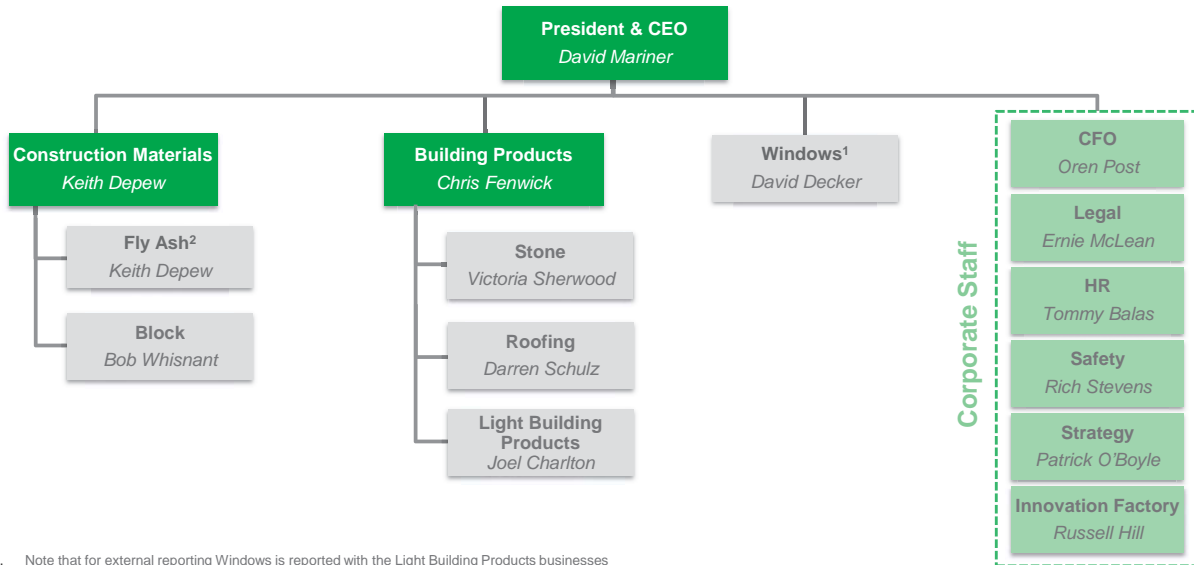 President & CEO
David Mariner
Construction Materials
Keith Depew
Fly Ash²
Keith Depew
Block
Bob Whisnant
Building Products
Chris Fenwick
Stone
Victoria Sherwood
Roofing
Darren Schulz
Light Building
Products
Joel Charlton
Windows¹
David Decker
Corporate Staff
CFO
Oren Post
Legal
Ernie McLean
HR
Tommy Balas
Safety
Rich Stevens
Strategy
Patrick O'Boyle
Innovation Factory
Russell Hill
. Note that for external reporting Windows is reported with the Light Building Products businesses